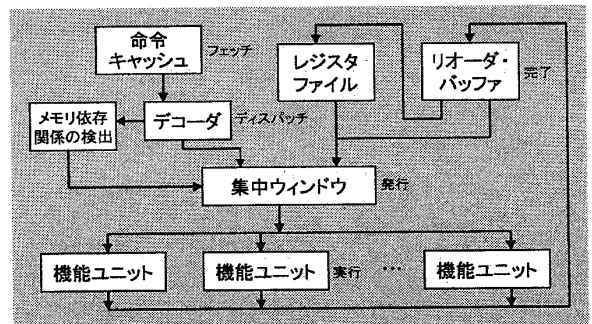 命令
キャッシュ
フェッチ
レジスタ
ファイル
リオーダ・
バッファ
完了
メモリ依存
関係の検出
デコーダ
ディスパッチ
集中ウィンドウ
発行
機能ユニット
機能ユニット
実行
…
機能ユニット